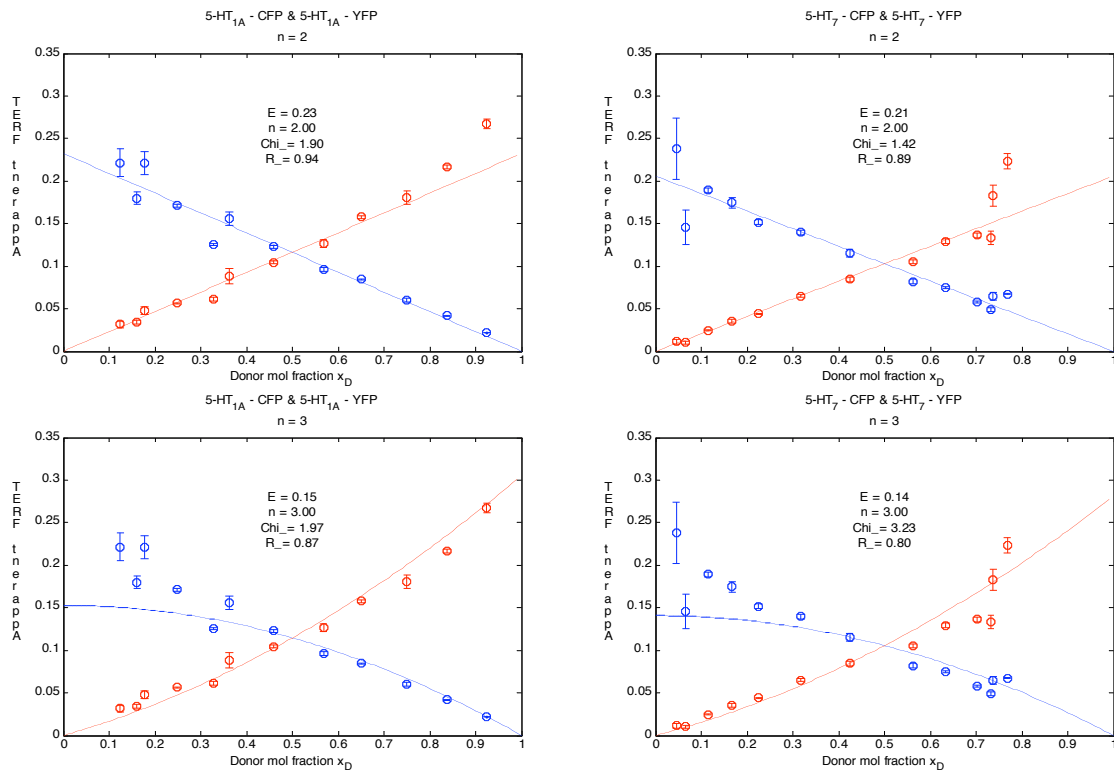 5-HT1A - CFP & 5-HT1A - YFP
n = 2
0.35
0.3
0.25
0.2
0.15
0.1
0.05
0
TERF tnerappA
E = 0.23
n = 2.00
Chi_= 1.90
R_= 0.94
0 0.1 0.2 0.3 0.4 0.5 0.6 0.7 0.8 0.9 1
Donor mol fraction xD
5-HT7 - CFP & 5-HT7 - YFP
n = 2
0.35
0.3
0.25
0.2
0.15
0.1
0.05
0
TERF tnerappA
E = 0.21
n = 2.00
Chi_= 1.42
R_= 0.89
0 0.1 0.2 0.3 0.4 0.5 0.6 0.7 0.8 0.9 1
Donor mol fraction xD
5-HT1A - CFP & 5-HT1A - YFP
n = 3
0.35
0.3
0.25
0.2
0.15
0.1
0.05
0
TERF tnerappA
E = 0.15
n = 3.00
Chi_= 1.97
R_= 0.87
0 0.1 0.2 0.3 0.4 0.5 0.6 0.7 0.8 0.9 1
Donor mol fraction xD
5-HT7 - CFP & 5-HT7 - YFP
n = 3
0.35
0.3
0.25
0.2
0.15
0.1
0.05
0
TERF tnerappA
E = 0.14
n = 3.00
Chi_= 3.23
R_= 0.80
0 0.1 0.2 0.3 0.4 0.5 0.6 0.7 0.8 0.9 1
Donor mol fraction xD